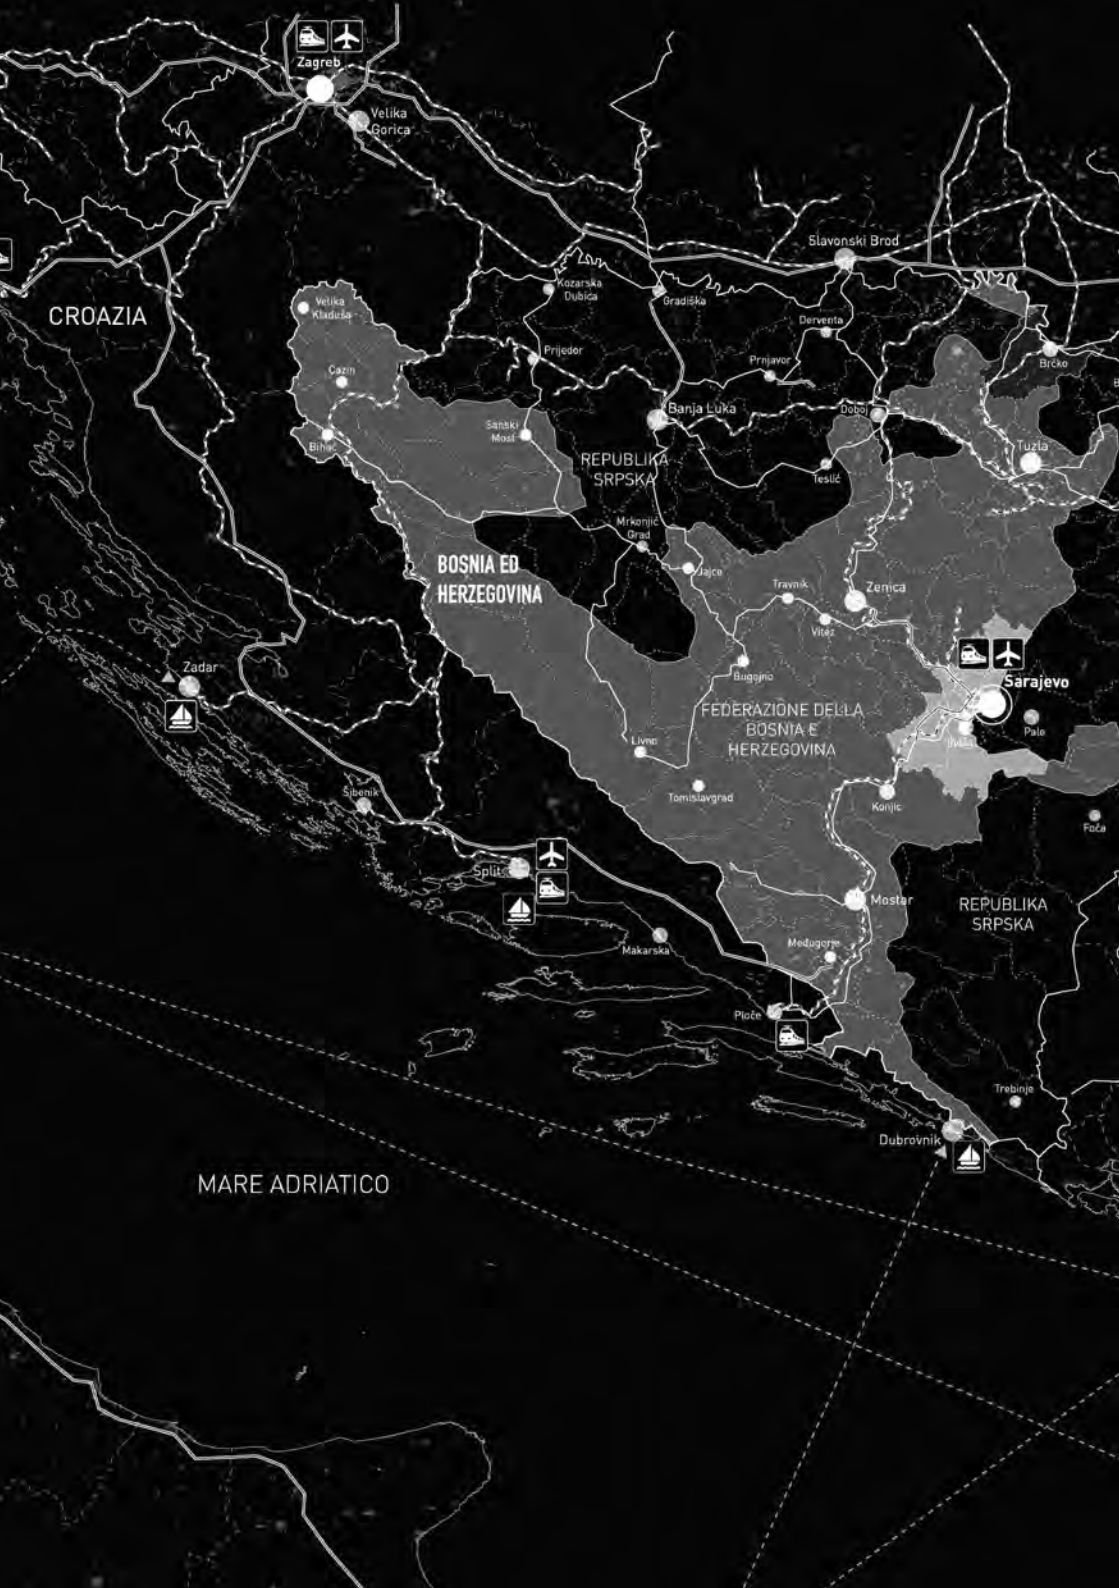 Zagreb
Velika
Gorica
Slavonski Brod
CROAZIA
Velika
Kladuša
Kozarska
Dubica
Gradiška
Derventa
Prijedor
Prnjavor
Brčko
Cazin
Banja Luka
Doboj
Sanski
Most
Bihać
Tuzla
REPUBLIKA
SRPSKA
Teslić
Mrkonjić
Grad
BOSNIA ED
HERZEGOVINA
Jajce
Travnik
Zenica
Vitez
Zadar
Bugojno
Sarajevo
FEDERAZIONE DELLA
BOSNIA E
HERZEGOVINA
Pale
Livno
Šibenik
Tomislavgrad
Konjic
Foča
Split
Mostar
REPUBLIKA
SRPSKA
Makarska
Međugorje
Ploče
Trebinje
Dubrovnik
MARE ADRIATICO